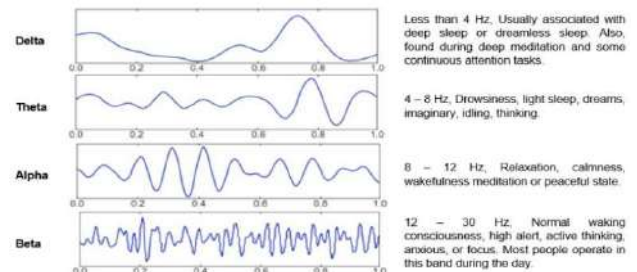 Delta
0.0 0.2 0.4 0.6 0.8 1.0
Less than 4 Hz, Usually associated with
deep sleep or dreamless sleep. Also,
found during deep meditation and some
continuous attention tasks.
Theta
0.0 0.2 0.4 0.6 0.8 1.0
4 – 8 Hz, Drowsiness, light sleep, dreams,
imaginary, idling, thinking.
Alpha
0.0 0.2 0.4 0.6 0.8 1.0
8 – 12 Hz, Relaxation, calmness,
wakefulness meditation or peaceful state.
Beta
0.0 0.2 0.4 0.6 0.8 1.0
12 – 30 Hz, Normal waking
consciousness, high alert, active thinking,
anxious, or focus. Most people operate in
this band during the day.